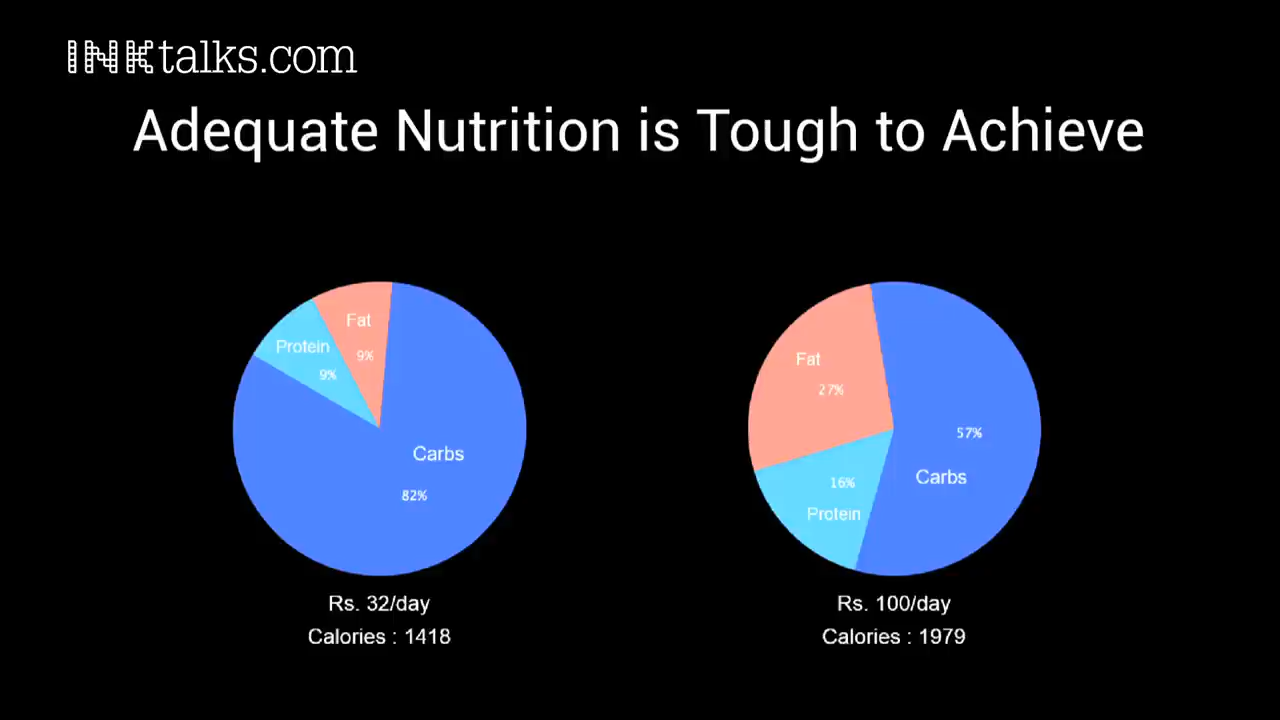 INKtalks.com
Adequate Nutrition is Tough to Achieve
Fat
9%
Protein
9%
Carbs
82%
Rs. 32/day
Calories : 1418
Fat
27%
57%
Carbs
16%
Protein
Rs. 100/day
Calories : 1979